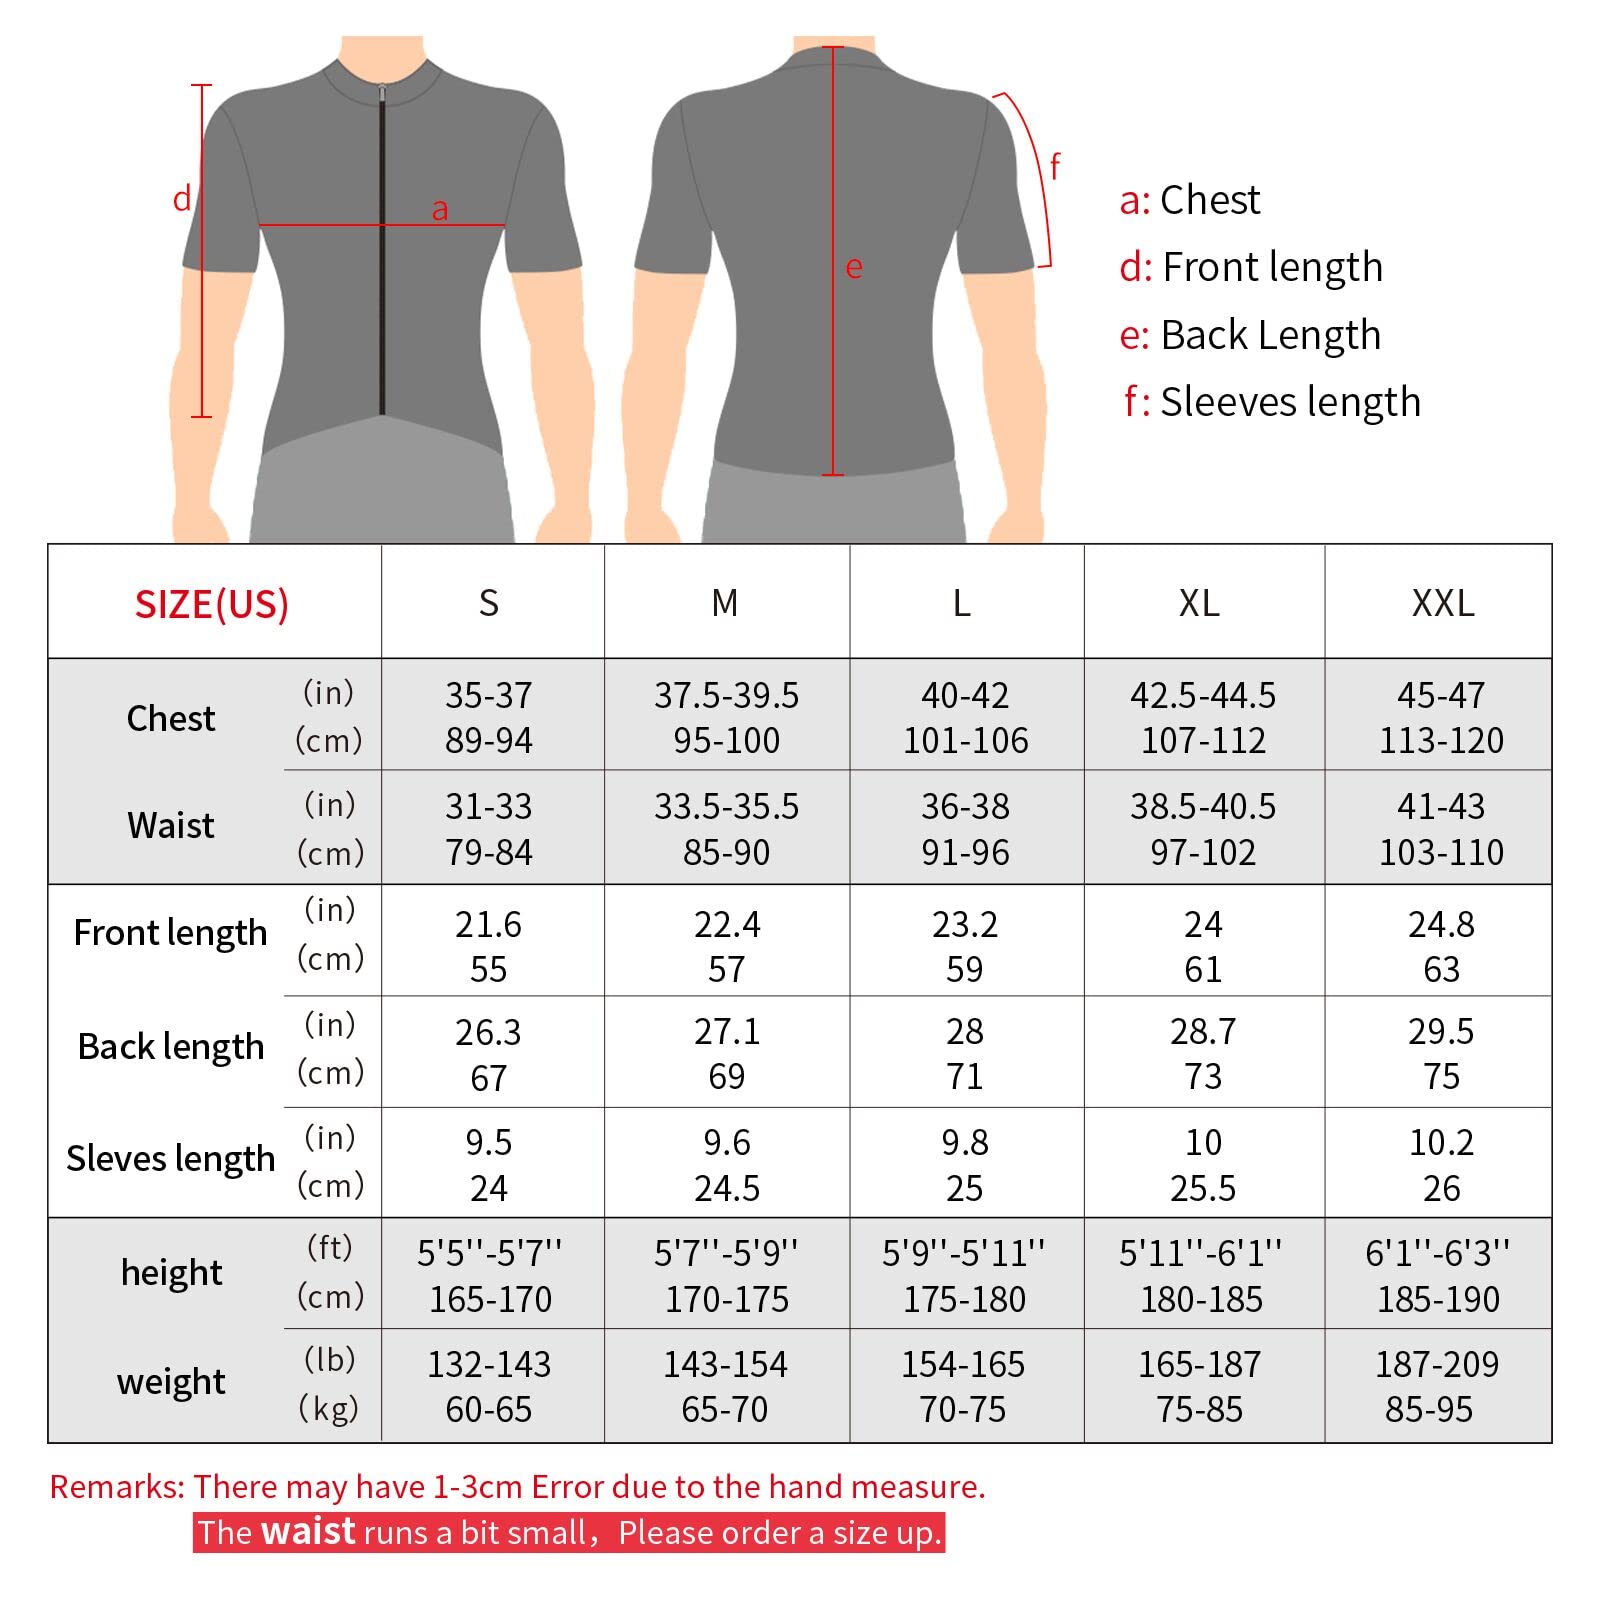 d
a
e
f
a: Chest
d: Front length
e: Back Length
f: Sleeves length
SIZE(US) S M L XL XXL
Chest (in) 35-37 37.5-39.5 40-42 42.5-44.5 45-47
(cm) 89-94 95-100 101-106 107-112 113-120
Waist (in) 31-33 33.5-35.5 36-38 38.5-40.5 41-43
(cm) 79-84 85-90 91-96 97-102 103-110
Front length (in) 21.6 22.4 23.2 24 24.8
(cm) 55 57 59 61 63
Back length (in) 26.3 27.1 28 28.7 29.5
(cm) 67 69 71 73 75
Sleves length (in) 9.5 9.6 9.8 10 10.2
(cm) 24 24.5 25 25.5 26
height (ft) 5'5''-5'7'' 5'7''-5'9'' 5'9''-5'11'' 5'11''-6'1'' 6'1''-6'3''
(cm) 165-170 170-175 175-180 180-185 185-190
weight (lb) 132-143 143-154 154-165 165-187 187-209
(kg) 60-65 65-70 70-75 75-85 85-95
Remarks: There may have 1-3cm Error due to the hand measure.
The waist runs a bit small，Please order a size up.